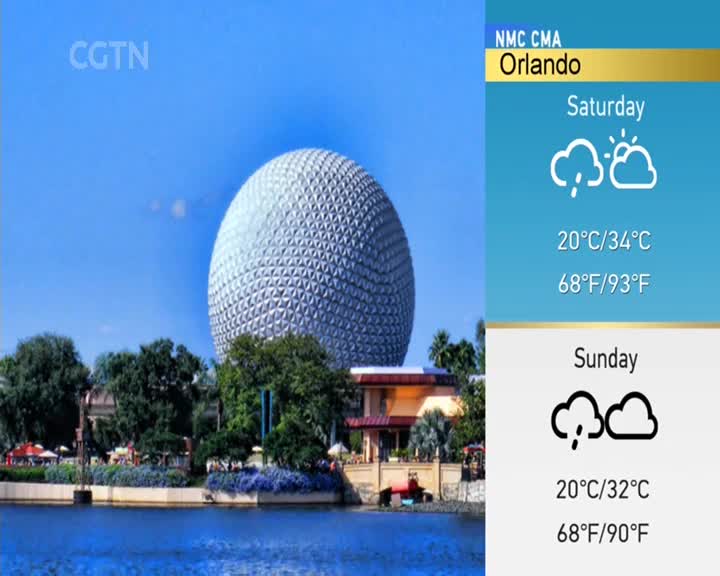 CGTN
NMC CMA
Orlando
Saturday
20°C/34°C
68°F/93°F
Sunday
20°C/32°C
68°F/90°F